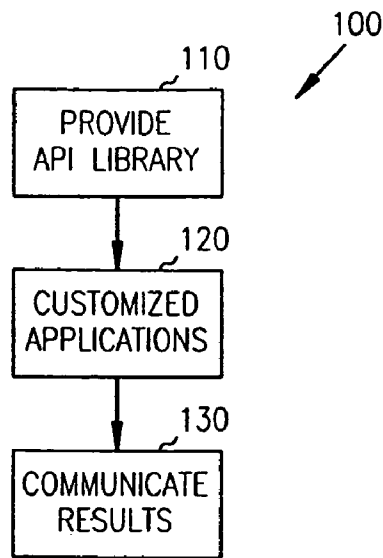 100
110
PROVIDE
API LIBRARY
120
CUSTOMIZED
APPLICATIONS
130
COMMUNICATE
RESULTS